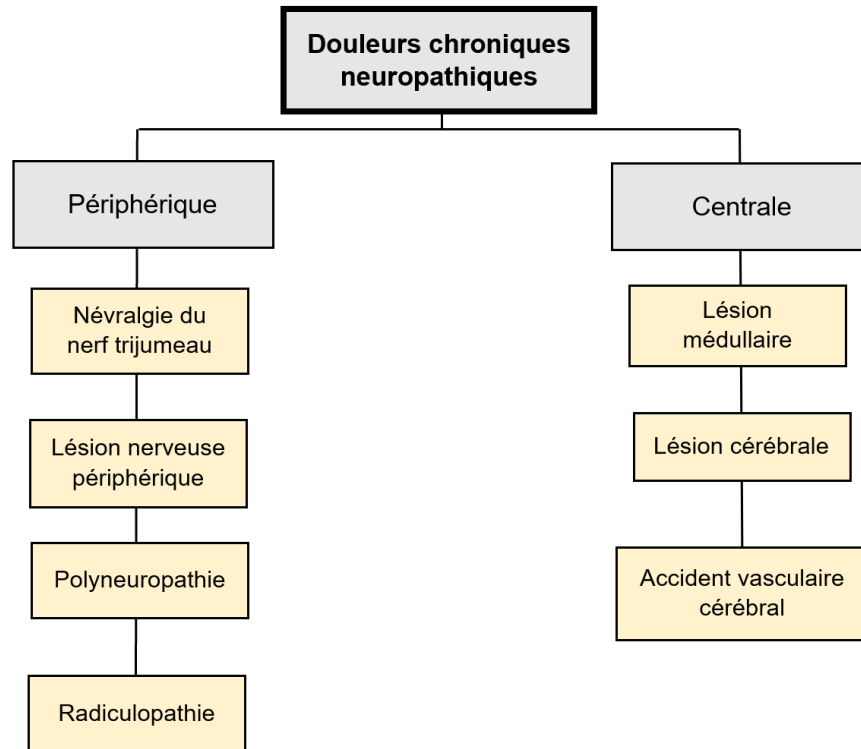 Douleurs chroniques
neuropathiques
Périphérique
Centrale
Névralgie du
nerf trijumeau
Lésion nerveuse
périphérique
Polyneuropathie
Radiculopathie
Lésion
médullaire
Lésion cérébrale
Accident vasculaire
cérébral